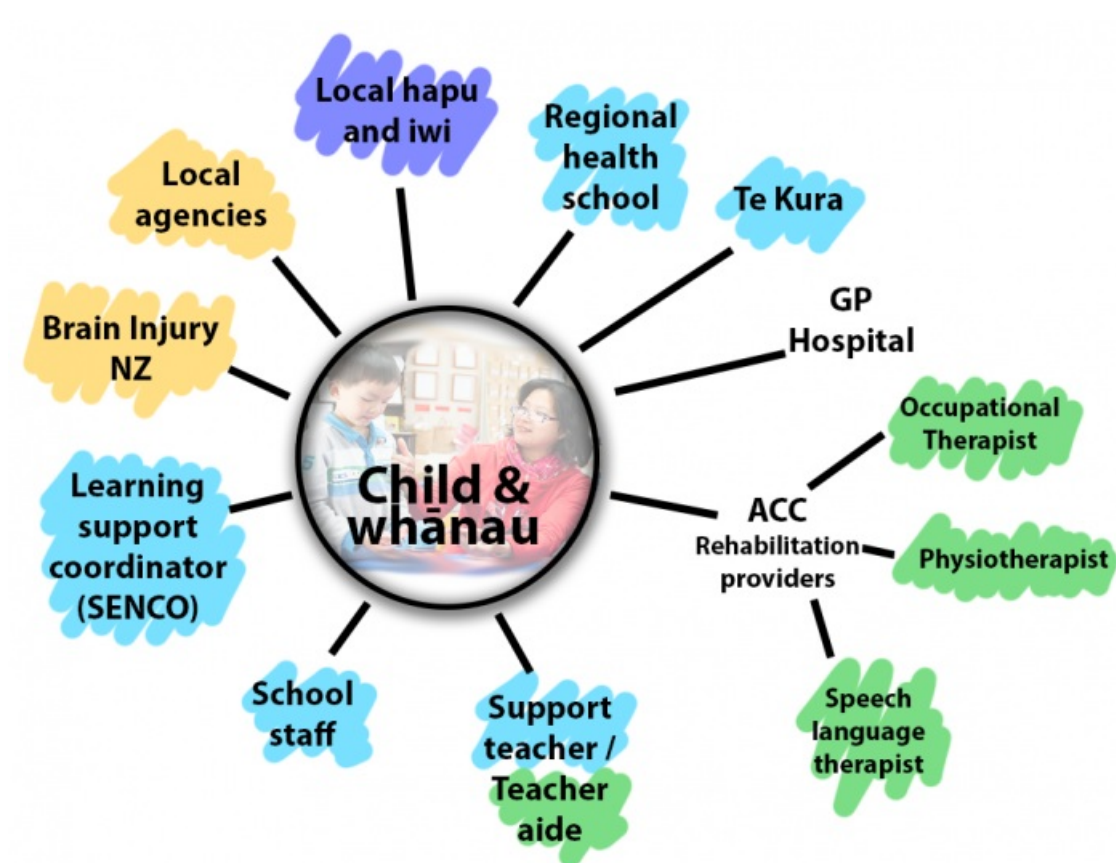 Local hapu
and iwi
Regional
health
school
Te Kura
Local
agencies
GP
Hospital
Brain Injury
NZ
Occupational
Therapist
Child &
whānau
Learning
support
coordinator
(SENCO)
ACC
Rehabilitation
providers
Physiotherapist
School
staff
Support
teacher /
Teacher
aide
Speech
language
therapist